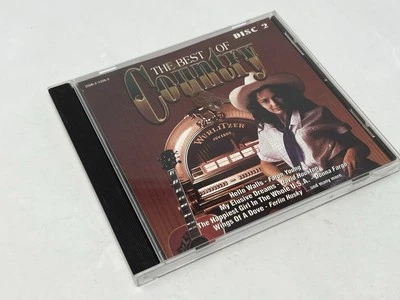 DISC 2
THE BEST OF
Country
WURLITZER
Hello Walls - Faron Young
My Elusive Dreams - David Houston
The Happiest Girl In The Whole U.S.A. - Donna Fargo
Wings Of A Dove - Ferlin Husky ...and many more.